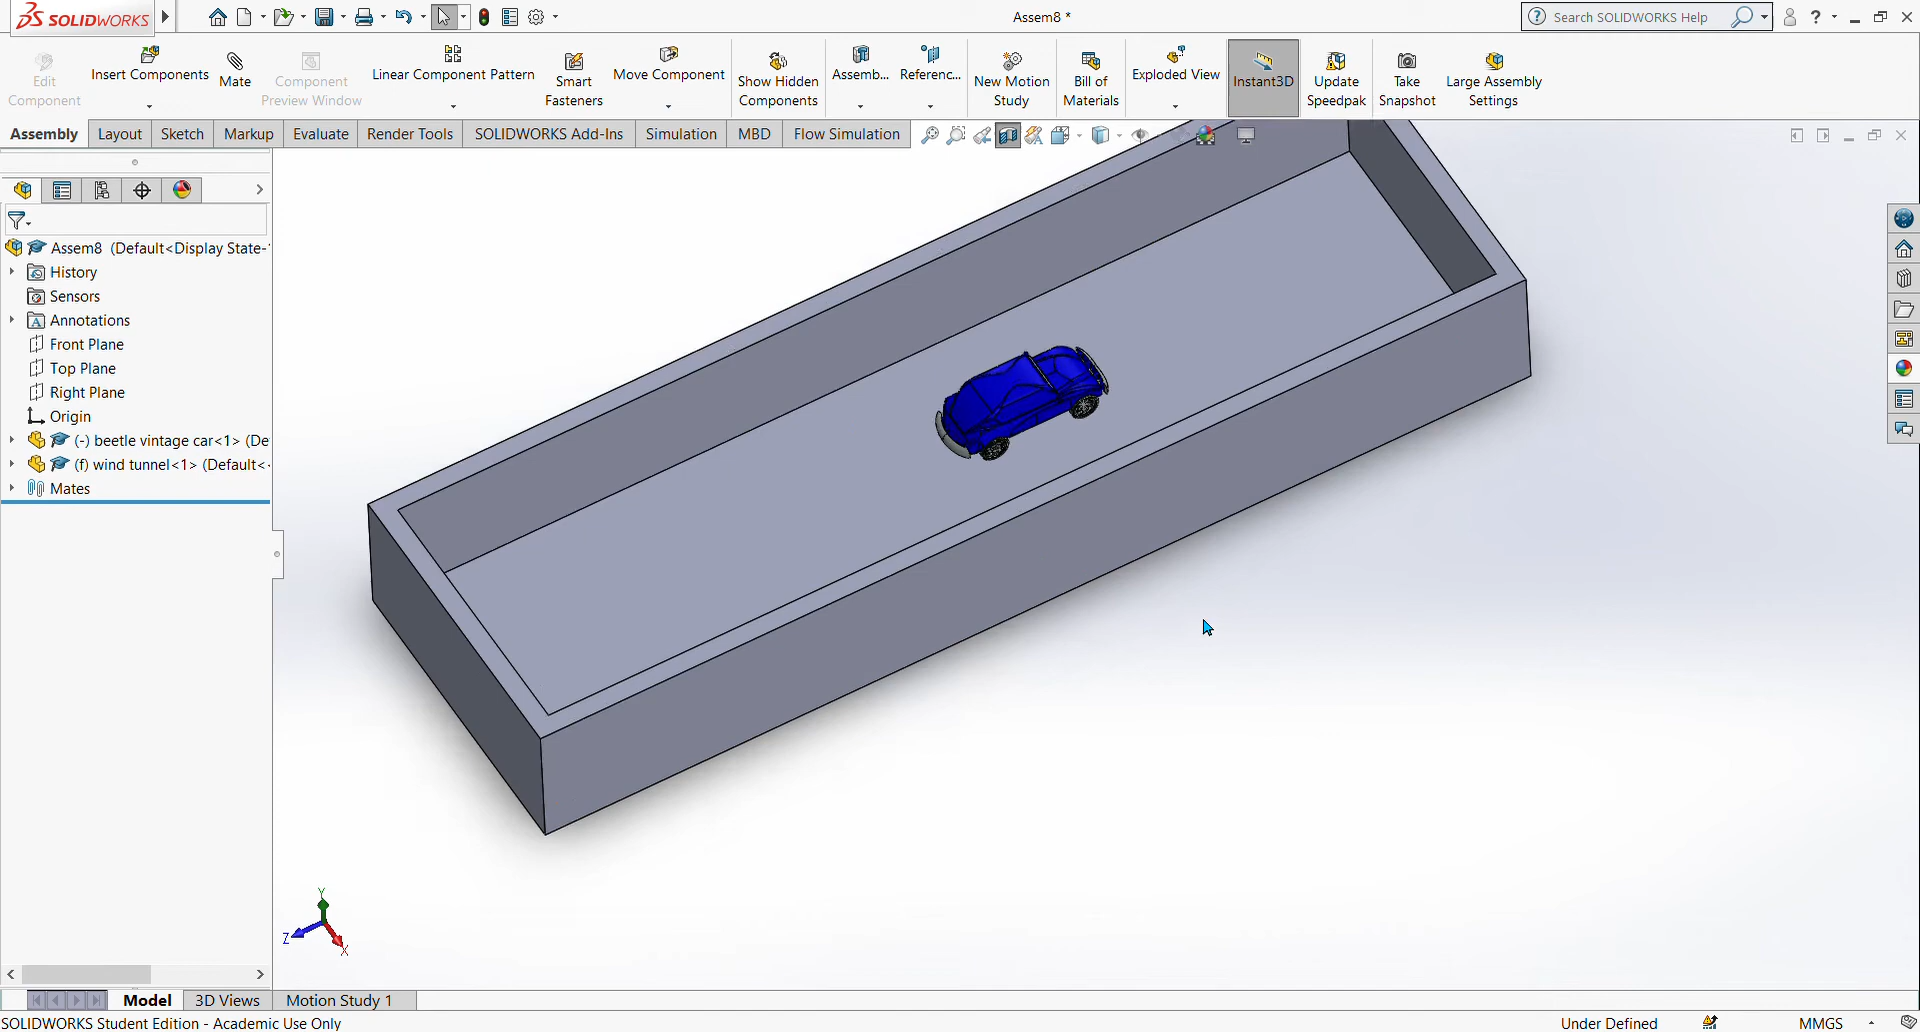 SOLIDWORKS
Assem8 *
Search SOLIDWORKS Help
Edit Component
Insert Components
Mate
Component Preview Window
Linear Component Pattern
Smart Fasteners
Move Component
Show Hidden Components
Assemb...
Referenc...
New Motion Study
Bill of Materials
Exploded View
Instant3D
Update Speedpak
Take Snapshot
Large Assembly Settings
Assembly
Layout
Sketch
Markup
Evaluate
Render Tools
SOLIDWORKS Add-Ins
Simulation
MBD
Flow Simulation
Assem8 (Default<Display State-
History
Sensors
Annotations
Front Plane
Top Plane
Right Plane
Origin
(-) beetle vintage car<1> (De
(f) wind tunnel<1> (Default<
Mates
Y
Z
X
Model
3D Views
Motion Study 1
SOLIDWORKS Student Edition - Academic Use Only
Under Defined
MMGS